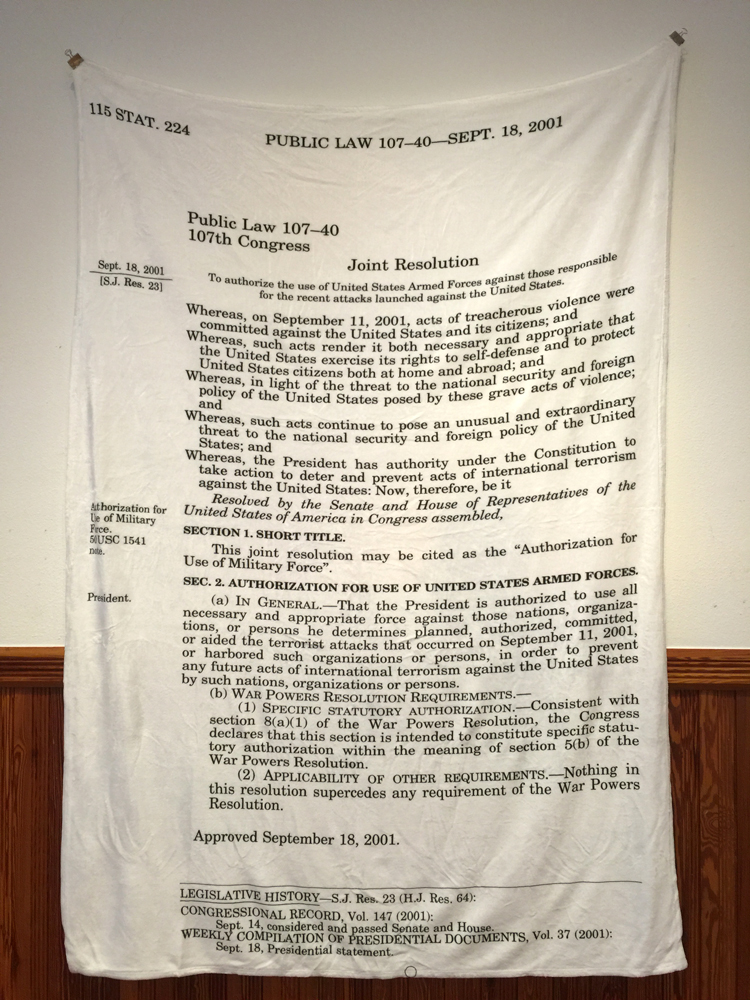 115 STAT. 224
PUBLIC LAW 107–40—SEPT. 18, 2001
Public Law 107–40
107th Congress
Joint Resolution
Sept. 18, 2001
[S.J. Res. 23]
To authorize the use of United States Armed Forces against those responsible
for the recent attacks launched against the United States.
Whereas, on September 11, 2001, acts of treacherous violence were
committed against the United States and its citizens; and
Whereas, such acts render it both necessary and appropriate that
the United States exercise its rights to self-defense and to protect
United States citizens both at home and abroad; and
Whereas, in light of the threat to the national security and foreign
policy of the United States posed by these grave acts of violence;
and
Whereas, such acts continue to pose an unusual and extraordinary
threat to the national security and foreign policy of the United
States; and
Whereas, the President has authority under the Constitution to
take action to deter and prevent acts of international terrorism
against the United States: Now, therefore, be it
Resolved by the Senate and House of Representatives of the
United States of America in Congress assembled,
Authorization for
Use of Military
Force.
50 USC 1541
note.
SECTION 1. SHORT TITLE.
This joint resolution may be cited as the “Authorization for
Use of Military Force”.
SEC. 2. AUTHORIZATION FOR USE OF UNITED STATES ARMED FORCES.
President.
(a) IN GENERAL.—That the President is authorized to use all
necessary and appropriate force against those nations, organiza-
tions, or persons he determines planned, authorized, committed,
or aided the terrorist attacks that occurred on September 11, 2001,
or harbored such organizations or persons, in order to prevent
any future acts of international terrorism against the United States
by such nations, organizations or persons.
(b) WAR POWERS RESOLUTION REQUIREMENTS.—
(1) SPECIFIC STATUTORY AUTHORIZATION.—Consistent with
section 8(a)(1) of the War Powers Resolution, the Congress
declares that this section is intended to constitute specific statu-
tory authorization within the meaning of section 5(b) of the
War Powers Resolution.
(2) APPLICABILITY OF OTHER REQUIREMENTS.—Nothing in
this resolution supercedes any requirement of the War Powers
Resolution.
Approved September 18, 2001.
LEGISLATIVE HISTORY—S.J. Res. 23 (H.J. Res. 64):
CONGRESSIONAL RECORD, Vol. 147 (2001):
Sept. 14, considered and passed Senate and House.
WEEKLY COMPILATION OF PRESIDENTIAL DOCUMENTS, Vol. 37 (2001):
Sept. 18, Presidential statement.